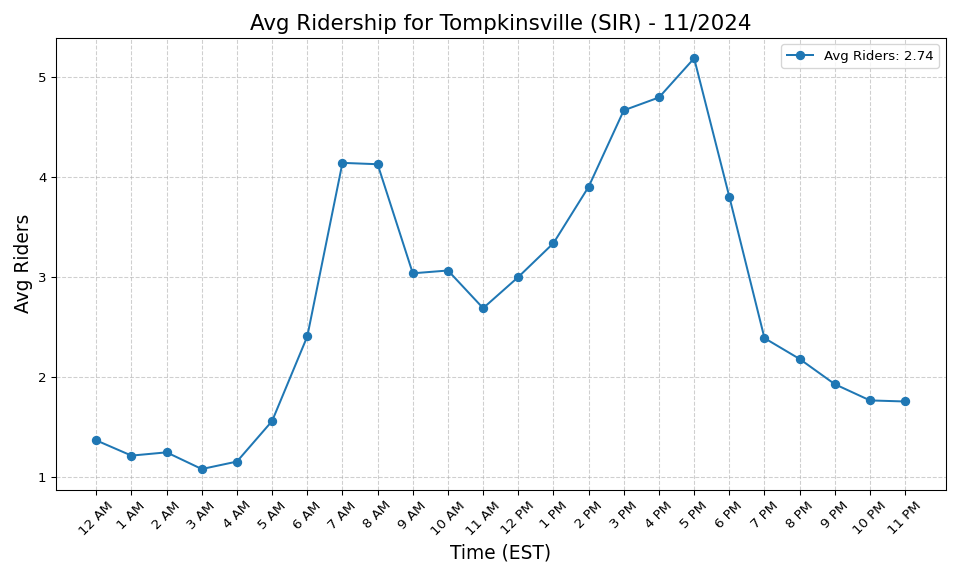 Avg Ridership for Tompkinsville (SIR) - 11/2024
Avg Riders: 2.74
Avg Riders
5
4
3
2
1
12 AM
1 AM
2 AM
3 AM
4 AM
5 AM
6 AM
7 AM
8 AM
9 AM
10 AM
11 AM
12 PM
1 PM
2 PM
3 PM
4 PM
5 PM
6 PM
7 PM
8 PM
9 PM
10 PM
11 PM
Time (EST)